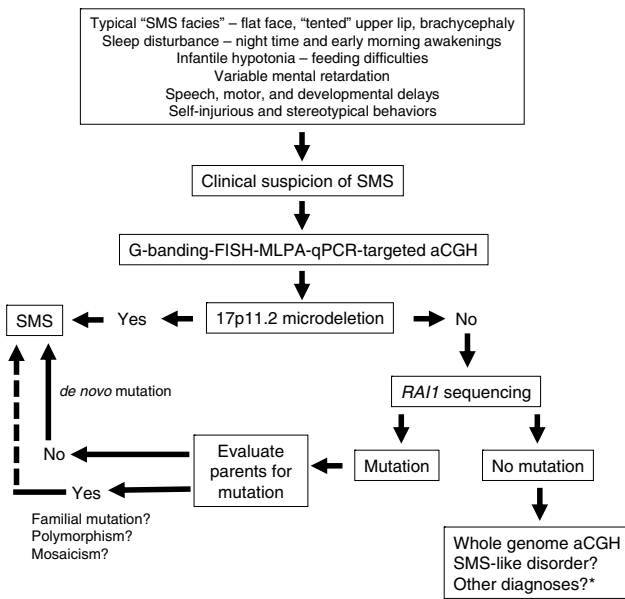 Typical “SMS facies” – flat face, “tented” upper lip, brachycephaly
Sleep disturbance – night time and early morning awakenings
Infantile hypotonia – feeding difficulties
Variable mental retardation
Speech, motor, and developmental delays
Self-injurious and stereotypical behaviors
Clinical suspicion of SMS
G-banding-FISH-MLPA-qPCR-targeted aCGH
SMS
Yes
17p11.2 microdeletion
No
RAI1 sequencing
de novo mutation
No
Evaluate
parents for
mutation
Mutation
No mutation
Yes
Familial mutation?
Polymorphism?
Mosaicism?
Whole genome aCGH
SMS-like disorder?
Other diagnoses?*